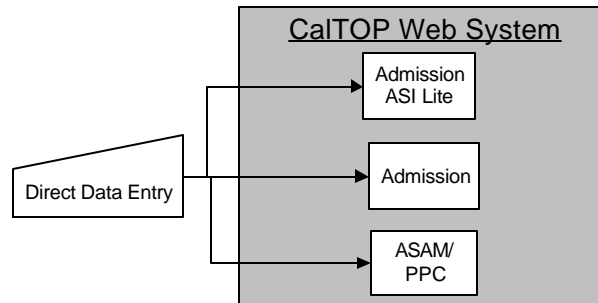 CalTOP Web System
Admission
ASI Lite
Direct Data Entry
Admission
ASAM/
PPC